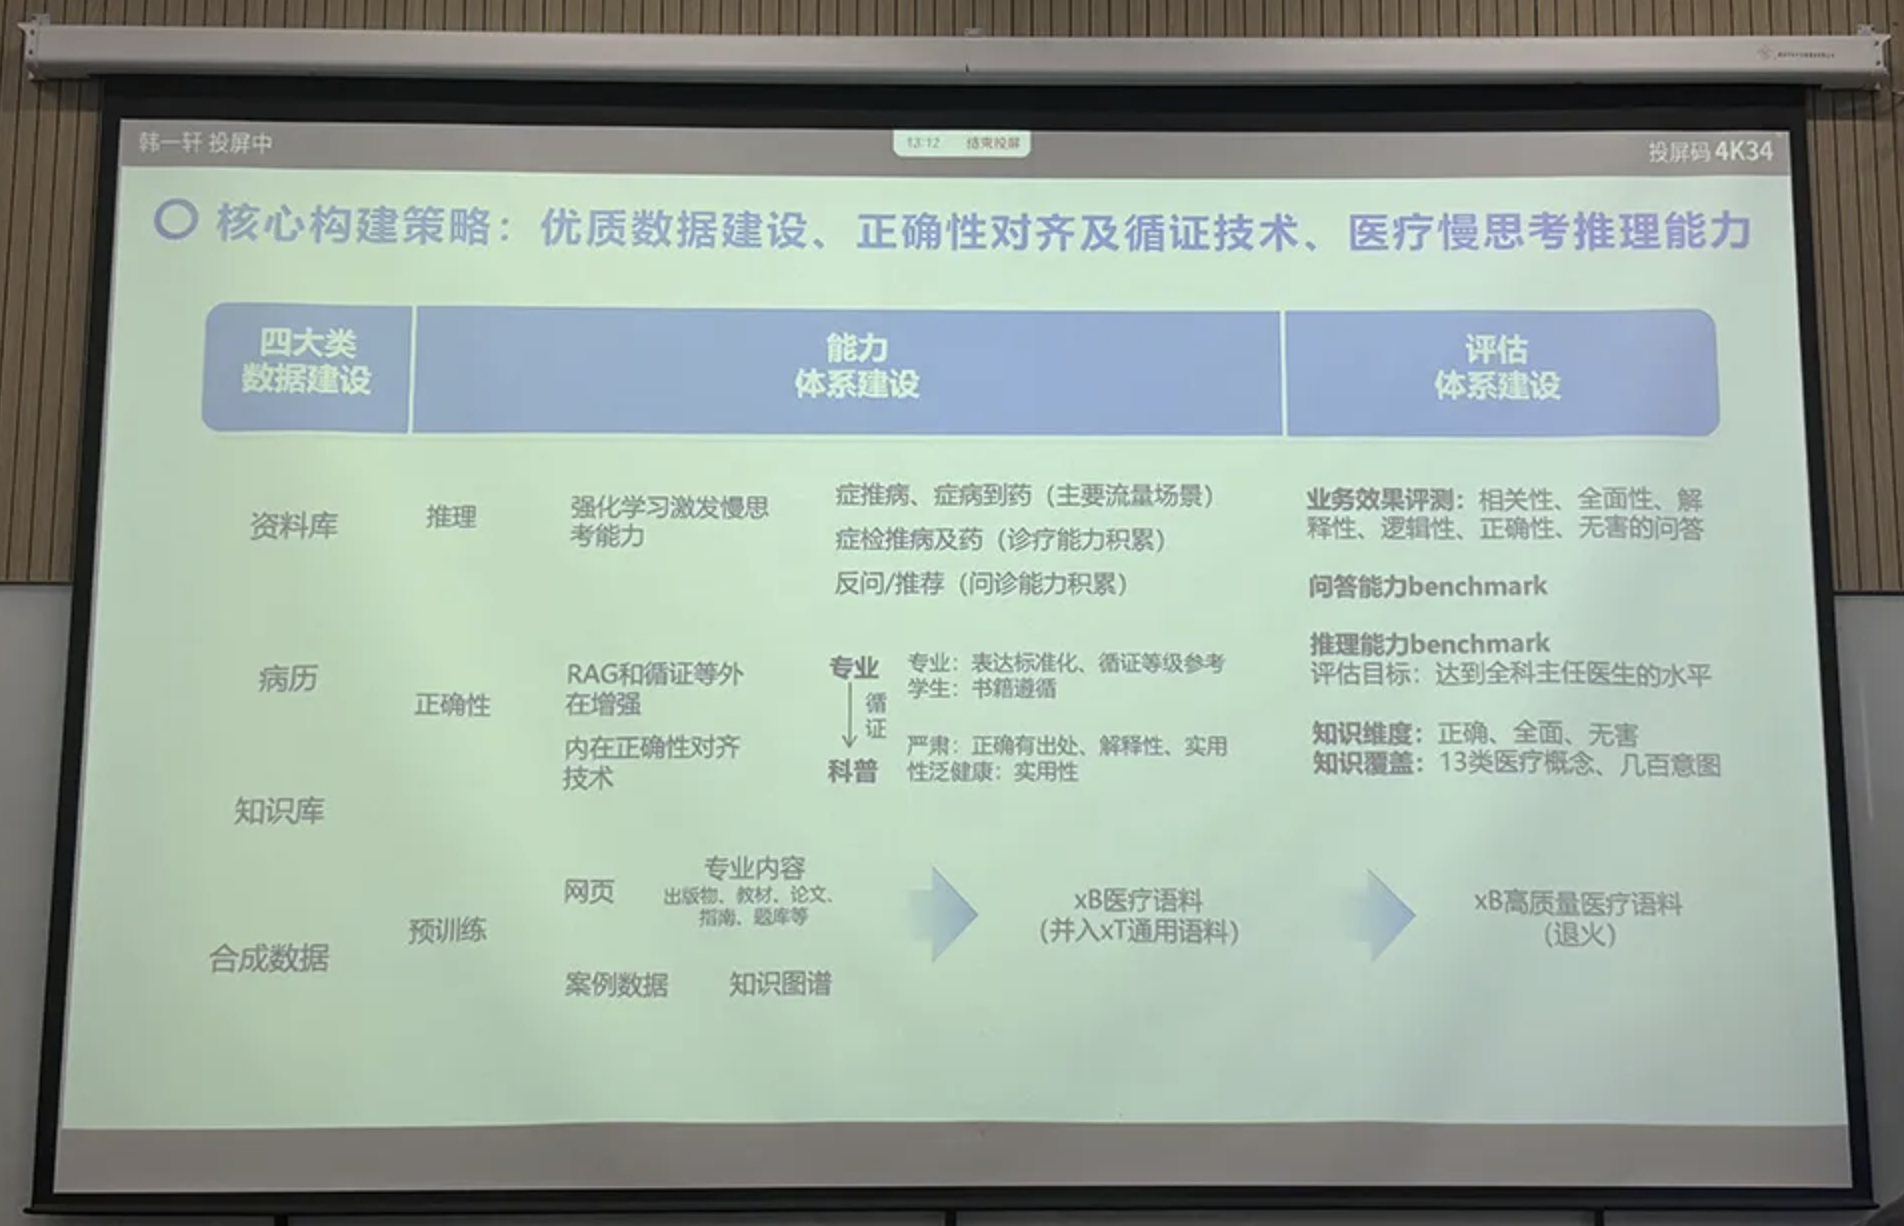 韩一轩 投屏中
13:12 结束投屏
投屏码 4K34
核心构建策略：优质数据建设、正确性对齐及循证技术、医疗慢思考推理能力
四大类
数据建设
能力
体系建设
评估
体系建设
资料库
病历
知识库
合成数据
推理
强化学习激发慢思
考能力
症推病、症病到药（主要流量场景）
症检推病及药（诊疗能力积累）
反问/推荐（问诊能力积累）
正确性
RAG和循证等外
在增强
内在正确性对齐
技术
专业
循
证
科普
专业：表达标准化、循证等级参考
学生：书籍遵循
严肃：正确有出处、解释性、实用
性泛健康：实用性
预训练
网页
专业内容
出版物、教材、论文、
指南、题库等
案例数据
知识图谱
xB医疗语料
（并入xT通用语料）
xB高质量医疗语料
（退火）
业务效果评测：相关性、全面性、解
释性、逻辑性、正确性、无害的问答
问答能力benchmark
推理能力benchmark
评估目标：达到全科主任医生的水平
知识维度：正确、全面、无害
知识覆盖：13类医疗概念、几百意图